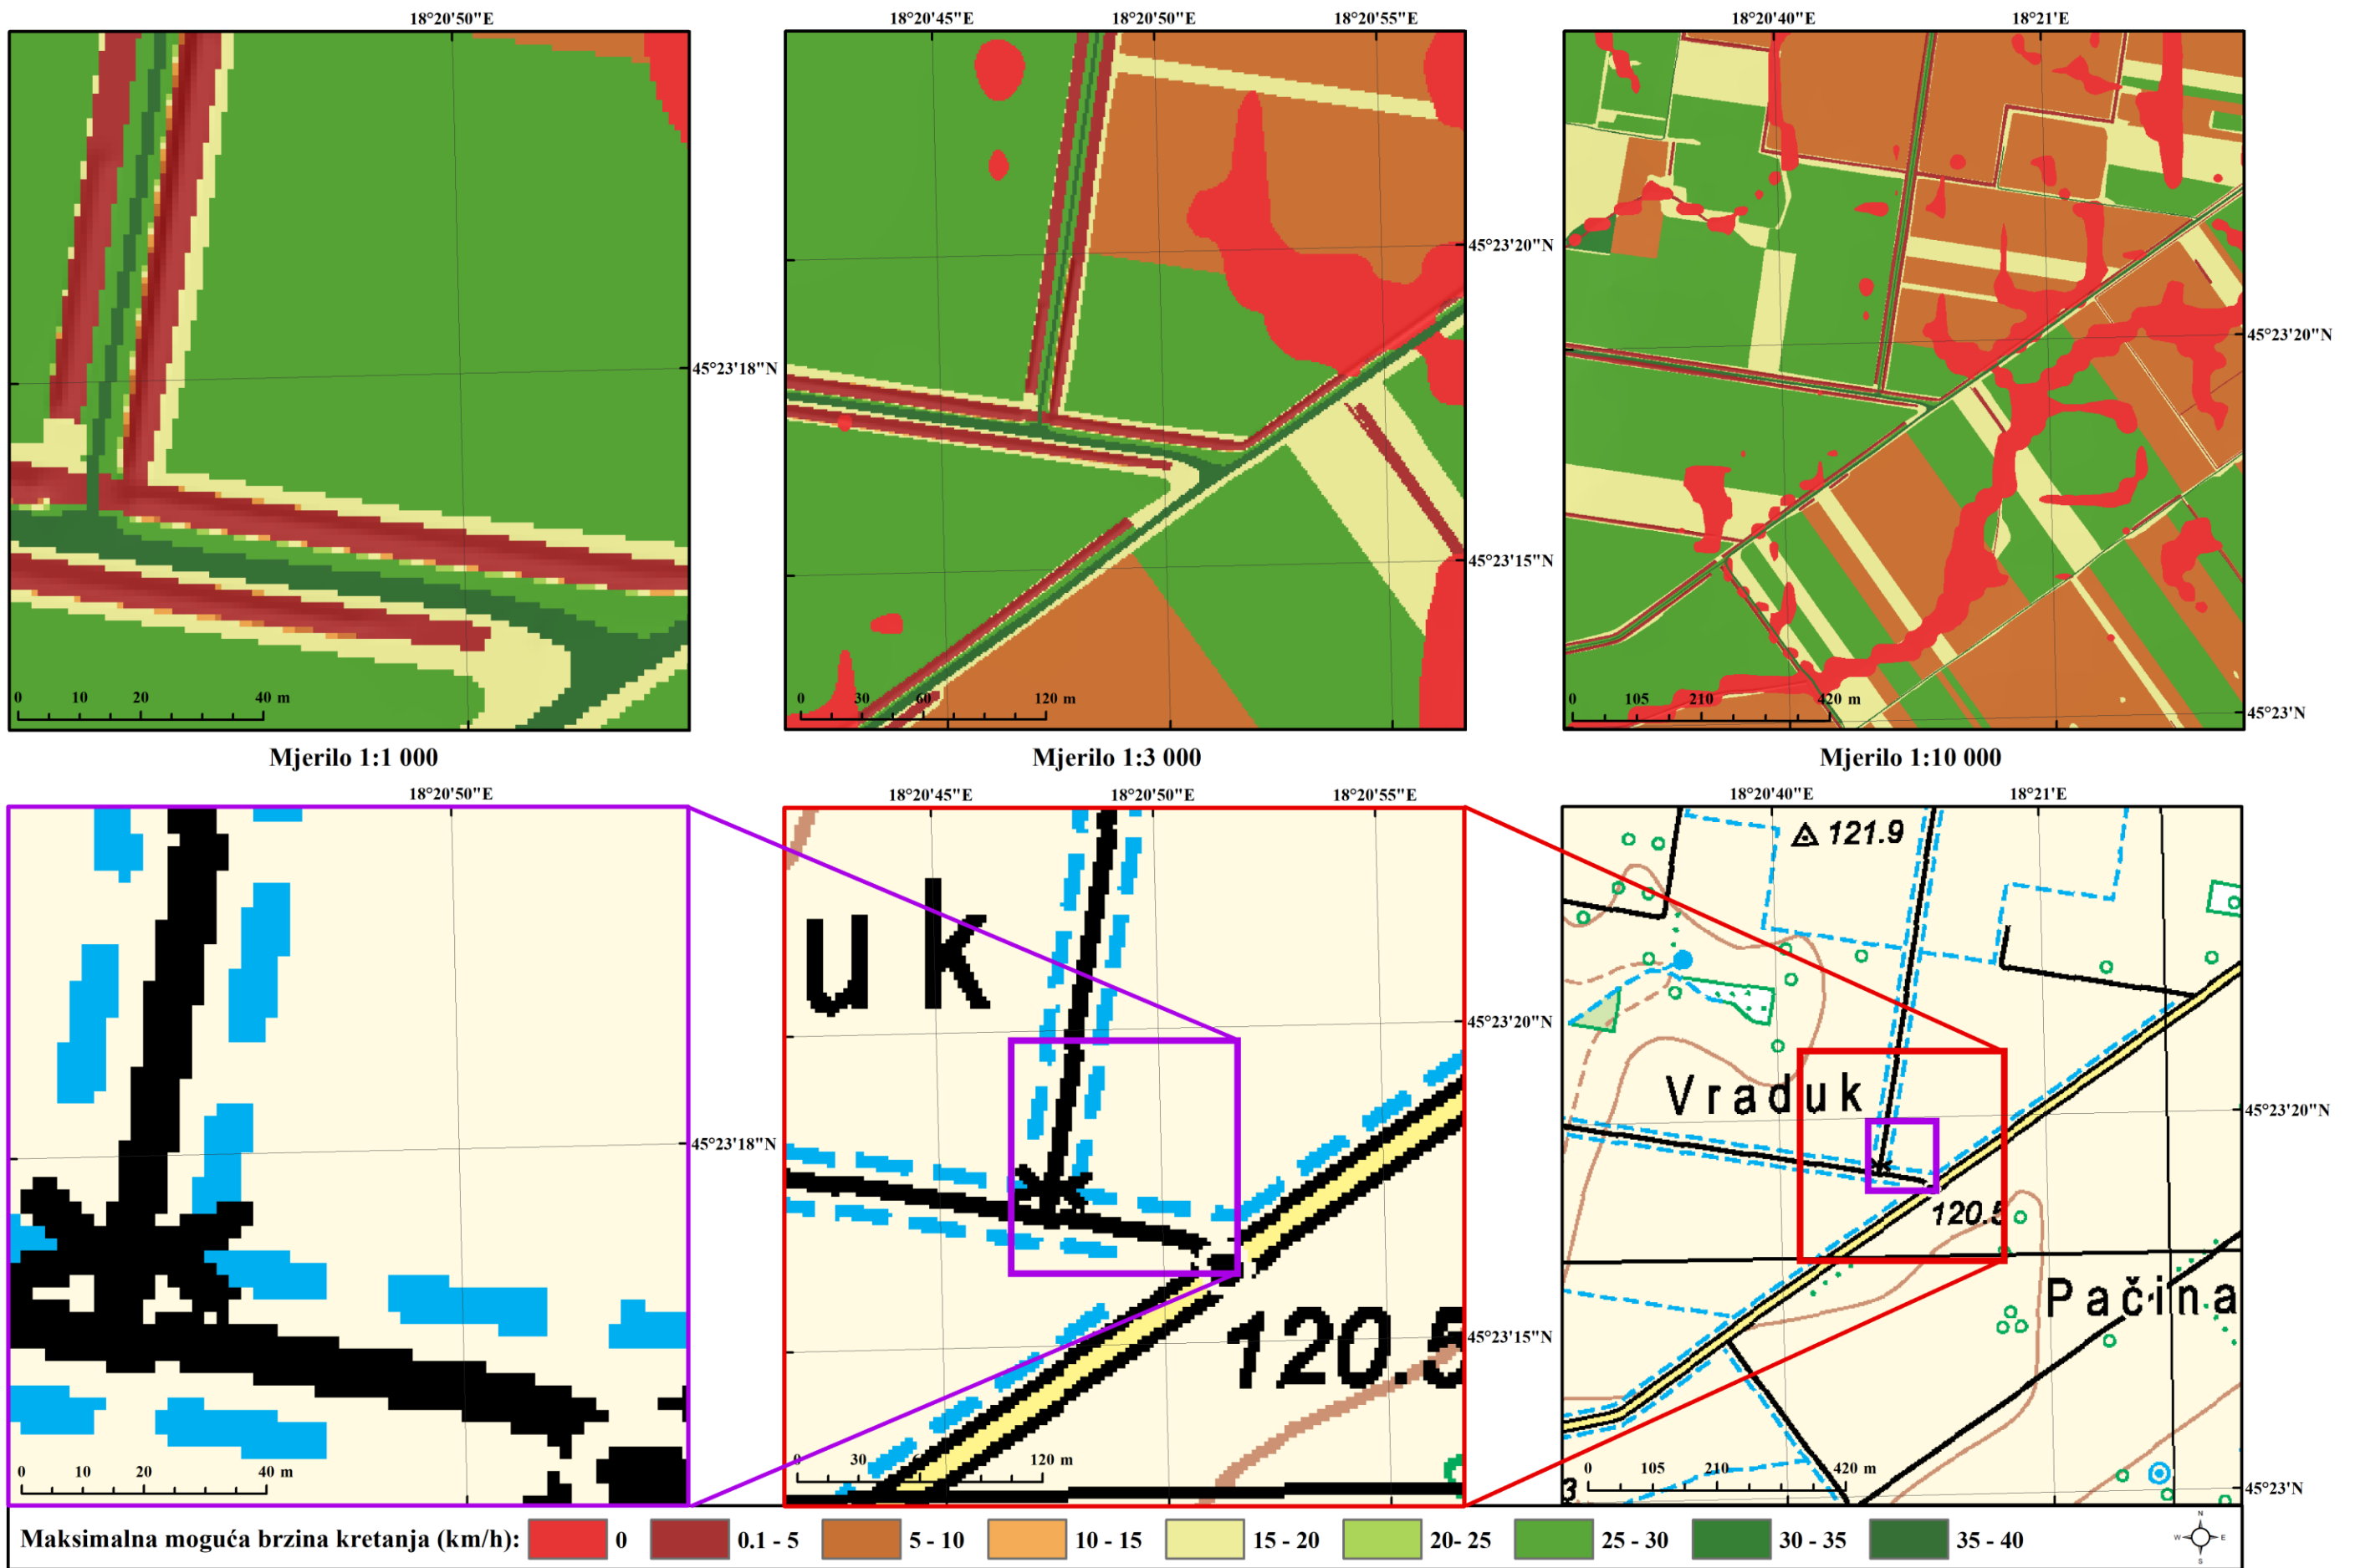 18°20'50"E
18°20'45"E 18°20'50"E 18°20'55"E
18°20'40"E 18°21'E
45°23'18"N
45°23'20"N
45°23'15"N
45°23'20"N
45°23'N
0 10 20 40 m
0 30 60 120 m
0 105 210 420 m
Mjerilo 1:1 000
Mjerilo 1:3 000
Mjerilo 1:10 000
18°20'50"E
18°20'45"E 18°20'50"E 18°20'55"E
18°20'40"E 18°21'E
45°23'18"N
0 10 20 40 m
uk
120.5
45°23'20"N
45°23'15"N
0 30 6 120 m
121.9
Vraduk
120.5
Pačina
3
45°23'20"N
45°23'N
0 105 210 420 m
Maksimalna moguća brzina kretanja (km/h): 0 0.1 - 5 5 - 10 10 - 15 15 - 20 20- 25 25 - 30 30 - 35 35 - 40
N
W E
S